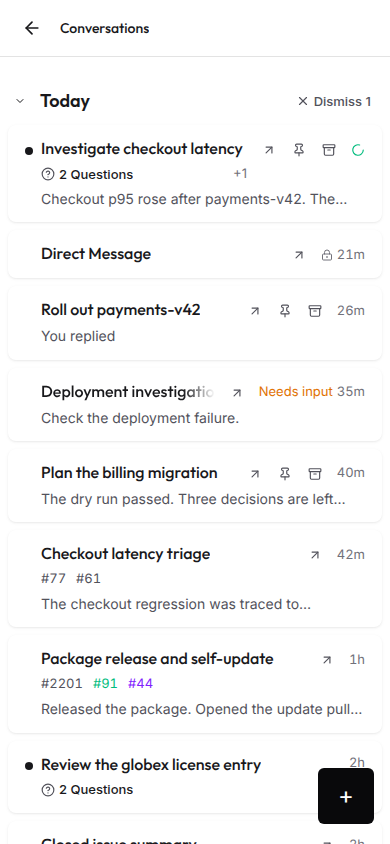 Conversations
Today
Dismiss 1
Investigate checkout latency
2 Questions
+1
Checkout p95 rose after payments-v42. The...
Direct Message
21m
Roll out payments-v42
26m
You replied
Deployment investigatio
Needs input 35m
Check the deployment failure.
Plan the billing migration
40m
The dry run passed. Three decisions are left...
Checkout latency triage
42m
#77 #61
The checkout regression was traced to...
Package release and self-update
1h
#2201 #91 #44
Released the package. Opened the update pull...
Review the globex license entry
2h
2 Questions
+
Closed issue summary
2h